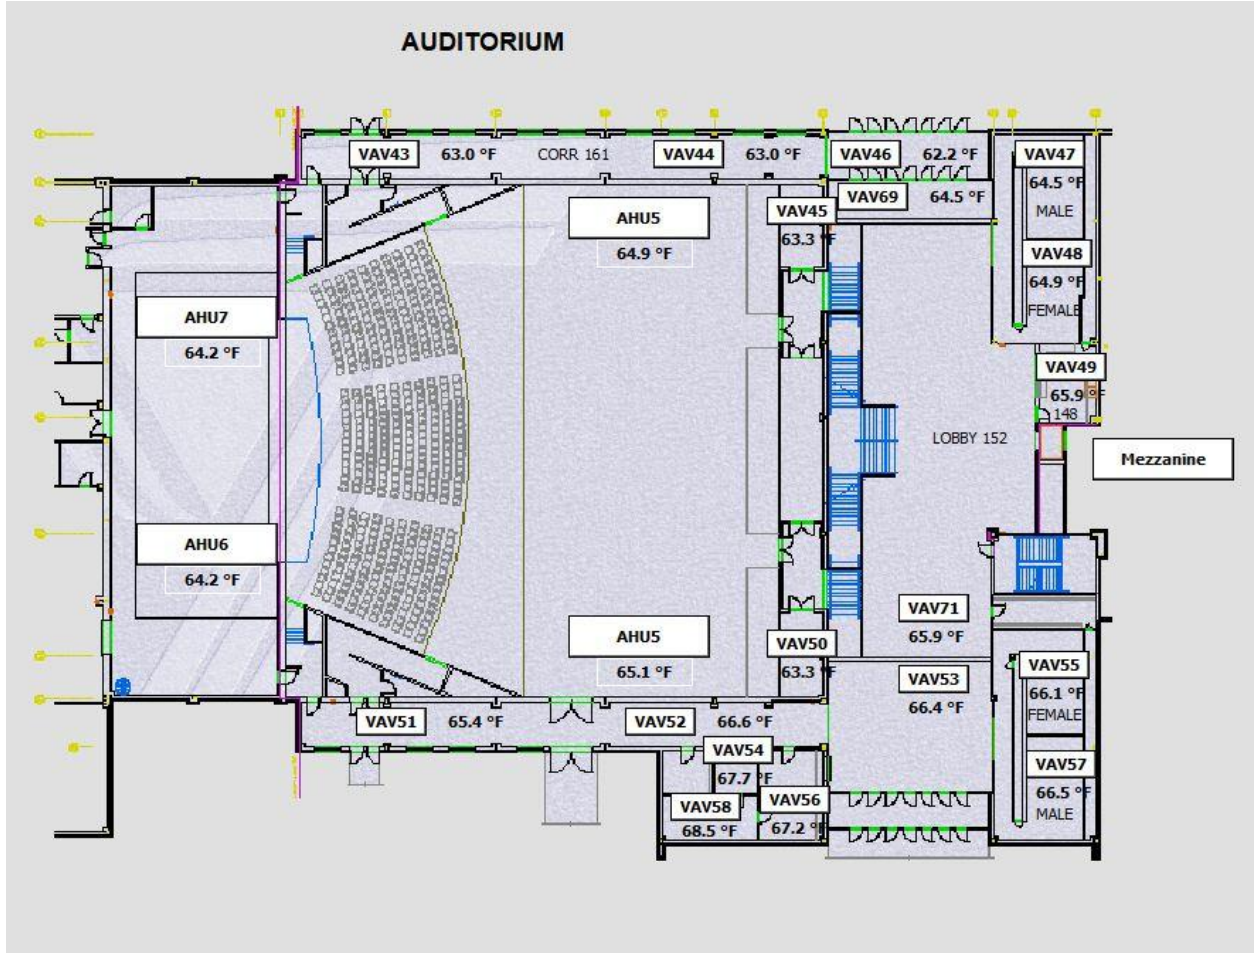 AUDITORIUM
VAV43
63.0 °F
CORR 161
VAV44
63.0 °F
VAV46
62.2 °F
VAV47
64.5 °F
MALE
VAV69
64.5 °F
VAV45
63.3 °F
AHU5
64.9 °F
VAV48
64.9 °F
FEMALE
AHU7
64.2 °F
VAV49
65.9 °F
148
LOBBY 152
Mezzanine
AHU6
64.2 °F
AHU5
65.1 °F
VAV50
63.3 °F
VAV71
65.9 °F
VAV53
66.4 °F
VAV55
66.1 °F
FEMALE
VAV51
65.4 °F
VAV52
66.6 °F
VAV54
67.7 °F
VAV57
66.5 °F
MALE
VAV58
68.5 °F
VAV56
67.2 °F